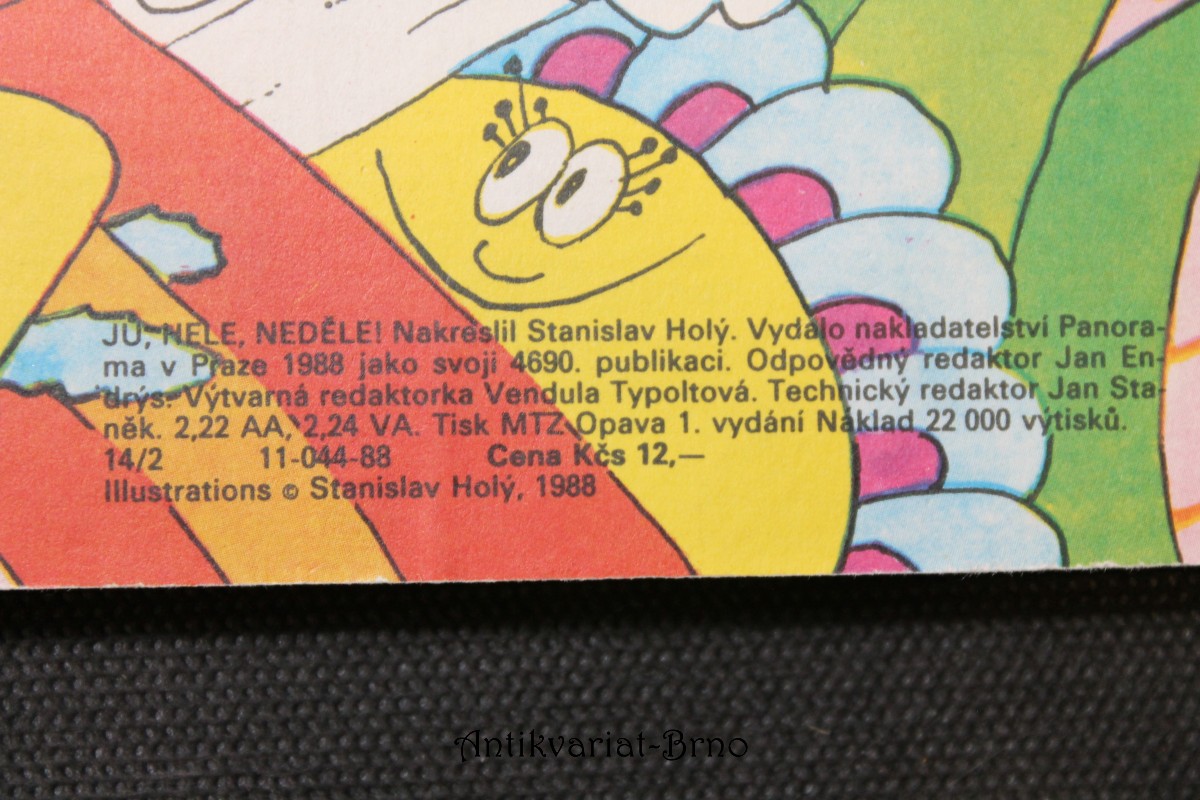 JŮ, NELE, NEDĚLE! Nakreslil Stanislav Holý. Vydalo nakladatelství Panora-
ma v Praze 1988 jako svoji 4690. publikaci. Odpovědný redaktor Jan En-
drýs. Výtvarná redaktorka Vendula Typoltová. Technický redaktor Jan Sta-
něk. 2,22 AA, 2,24 VA. Tisk MTZ Opava 1. vydání Náklad 22 000 výtisků.
14/2 11-044-88 Cena Kčs 12,—
Illustrations © Stanislav Holý, 1988
Antikvariat-Brno